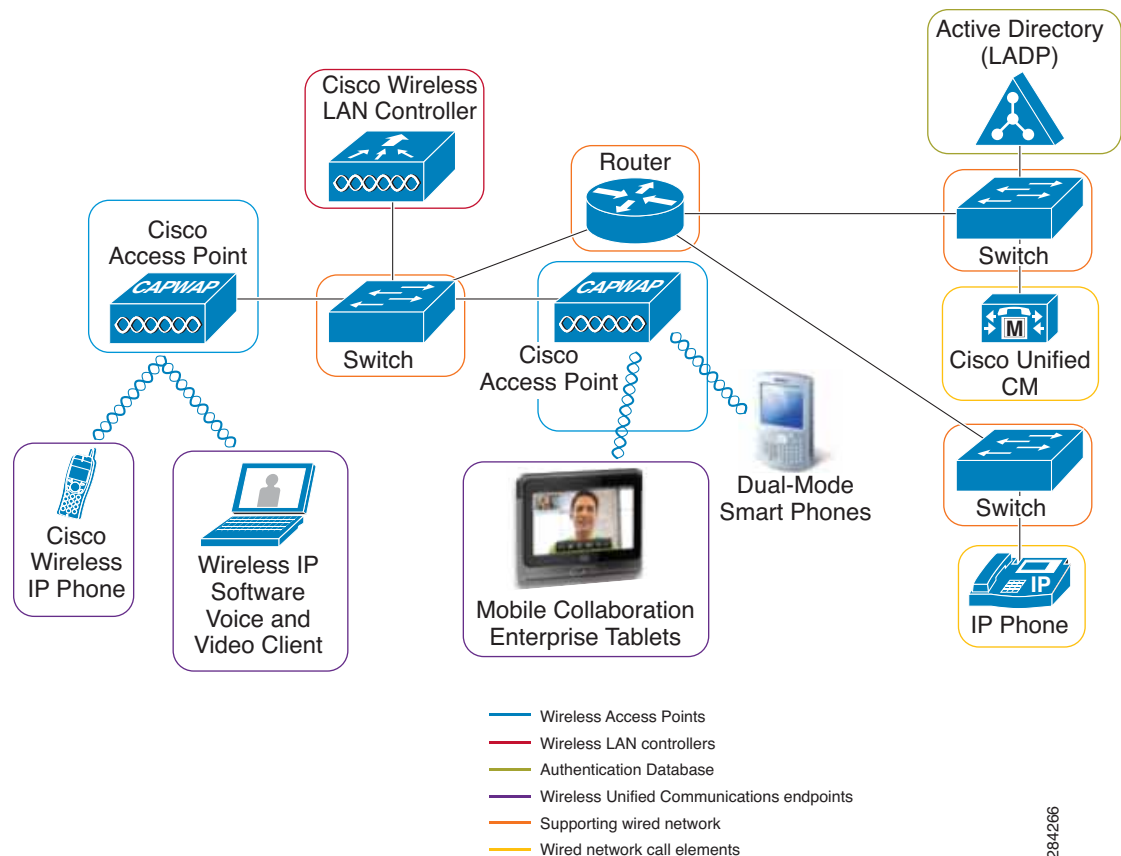 Active Directory
(LADP)
Cisco Wireless
LAN Controller
Router
Cisco
Access Point
CAPWAP
Switch
CAPWAP
Cisco
Access Point
Switch
M
Cisco Unified
CM
Switch
IP
IP Phone
Cisco
Wireless
IP Phone
Wireless IP
Software
Voice and
Video Client
Mobile Collaboration
Enterprise Tablets
Dual-Mode
Smart Phones
Wireless Access Points
Wireless LAN controllers
Authentication Database
Wireless Unified Communications endpoints
Supporting wired network
Wired network call elements
284266